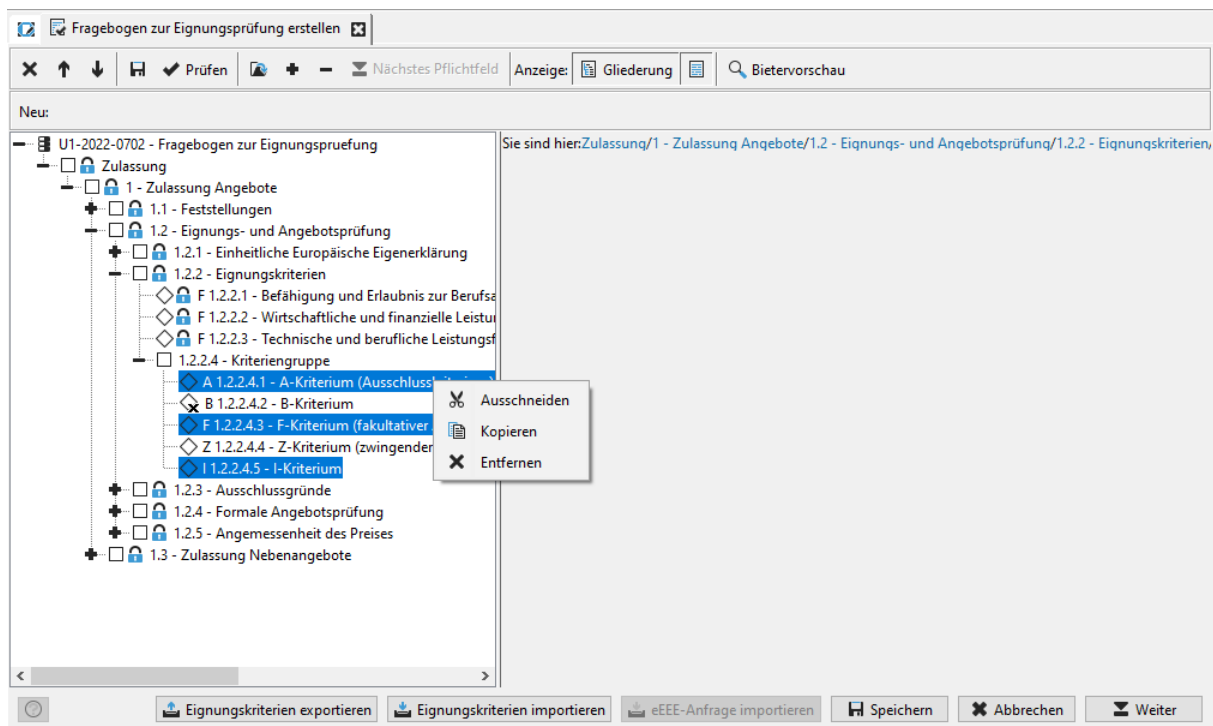 Fragebogen zur Eignungsprüfung erstellen
Prüfen Nächstes Pflichtfeld Anzeige: Gliederung Bietervorschau
Neu:
U1-2022-0702 - Fragebogen zur Eignungspruefung
Zulassung
1 - Zulassung Angebote
1.1 - Feststellungen
1.2 - Eignungs- und Angebotsprüfung
1.2.1 - Einheitliche Europäische Eigenerklärung
1.2.2 - Eignungskriterien
F 1.2.2.1 - Befähigung und Erlaubnis zur Berufsa
F 1.2.2.2 - Wirtschaftliche und finanzielle Leistu
F 1.2.2.3 - Technische und berufliche Leistungsf
1.2.2.4 - Kriteriengruppe
A 1.2.2.4.1 - A-Kriterium
B 1.2.2.4.2 - B-Kriterium
F 1.2.2.4.3 - F-Kriterium (fakultativer
Z 1.2.2.4.4 - Z-Kriterium (zwingender
I 1.2.2.4.5 - I-Kriterium
1.2.3 - Ausschlussgründe
1.2.4 - Formale Angebotsprüfung
1.2.5 - Angemessenheit des Preises
1.3 - Zulassung Nebenangebote
Sie sind hier:Zulassung/1 - Zulassung Angebote/1.2 - Eignungs- und Angebotsprüfung/1.2.2 - Eignungskriterien/
Ausschneiden
Kopieren
Entfernen
Eignungskriterien exportieren Eignungskriterien importieren eEEE-Anfrage importieren Speichern Abbrechen Weiter